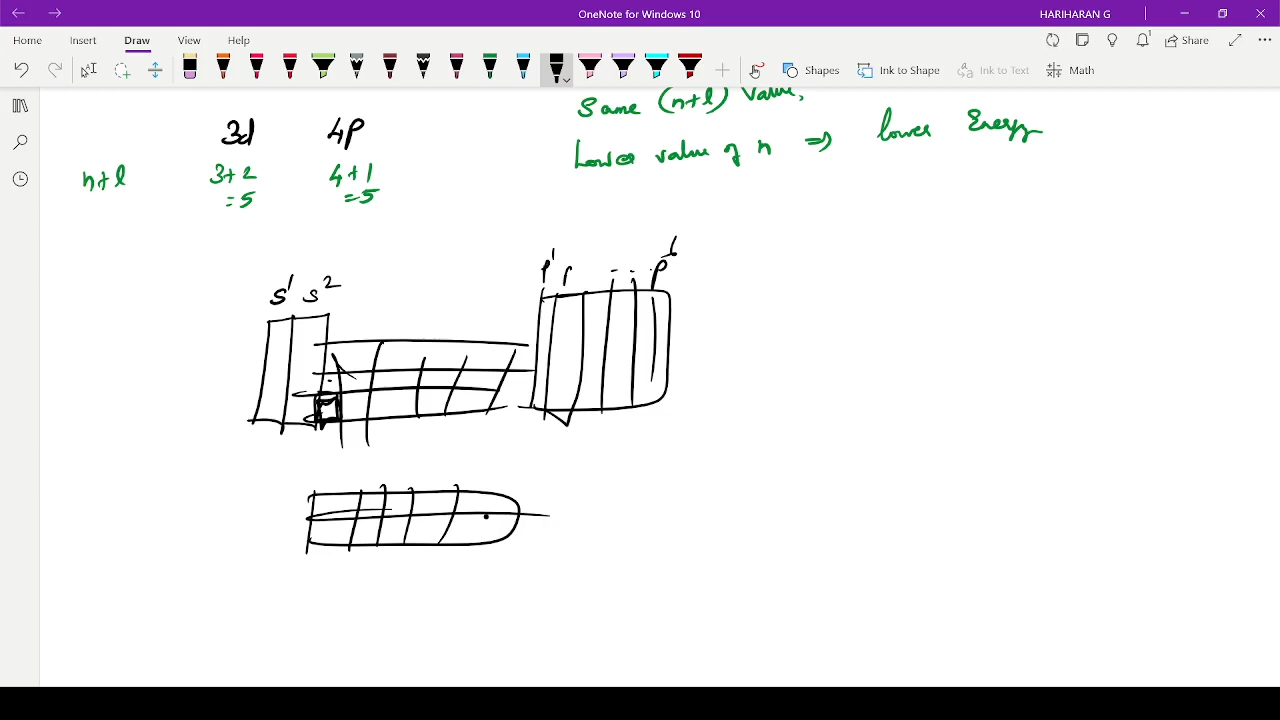 OneNote for Windows 10
HARIHARAN G
Home Insert Draw View Help
Share
Shapes
Ink to Shape
Ink to Text
Math
Same (n+l) value,
Lower value of n ⇒ lower Energy
3d 4p
n+l 3+2 4+1
=5 =5
s¹ s² p¹ p p⁶